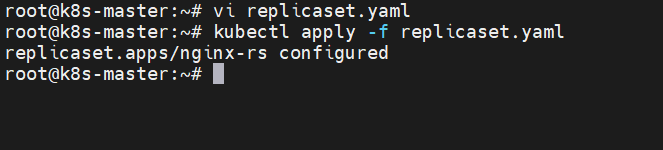 root@k8s-master:~# vi replicaset.yaml
root@k8s-master:~# kubectl apply -f replicaset.yaml
replicaset.apps/nginx-rs configured
root@k8s-master:~#